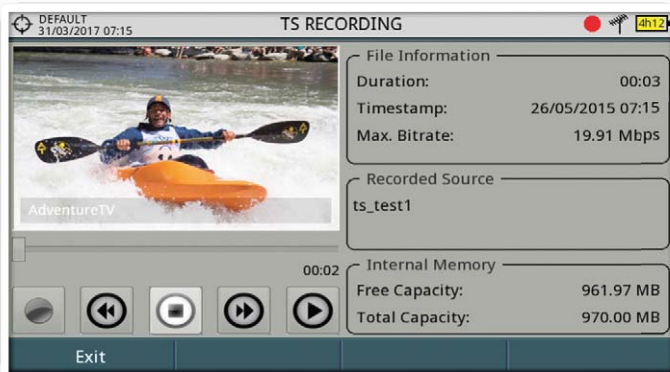 DEFAULT
31/03/2017 07:15
TS RECORDING
4h12
AdventureTV
00:02
File Information
Duration: 00:03
Timestamp: 26/05/2015 07:15
Max. Bitrate: 19.91 Mbps
Recorded Source
ts_test1
Internal Memory
Free Capacity: 961.97 MB
Total Capacity: 970.00 MB
Exit